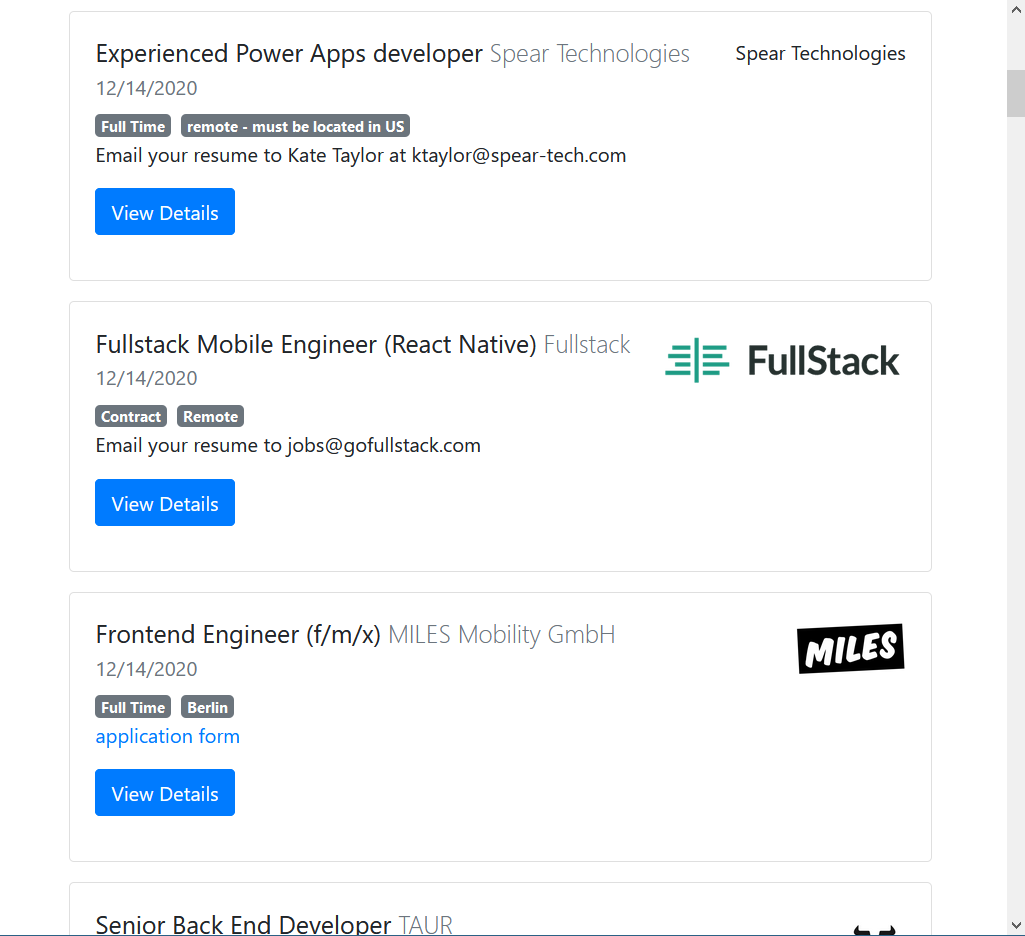 Experienced Power Apps developer Spear Technologies
Spear Technologies
12/14/2020
Full Time remote - must be located in US
Email your resume to Kate Taylor at ktaylor@spear-tech.com
View Details
Fullstack Mobile Engineer (React Native) Fullstack
FullStack
12/14/2020
Contract Remote
Email your resume to jobs@gofullstack.com
View Details
Frontend Engineer (f/m/x) MILES Mobility GmbH
MILES
12/14/2020
Full Time Berlin
application form
View Details
Senior Back End Developer TAUR